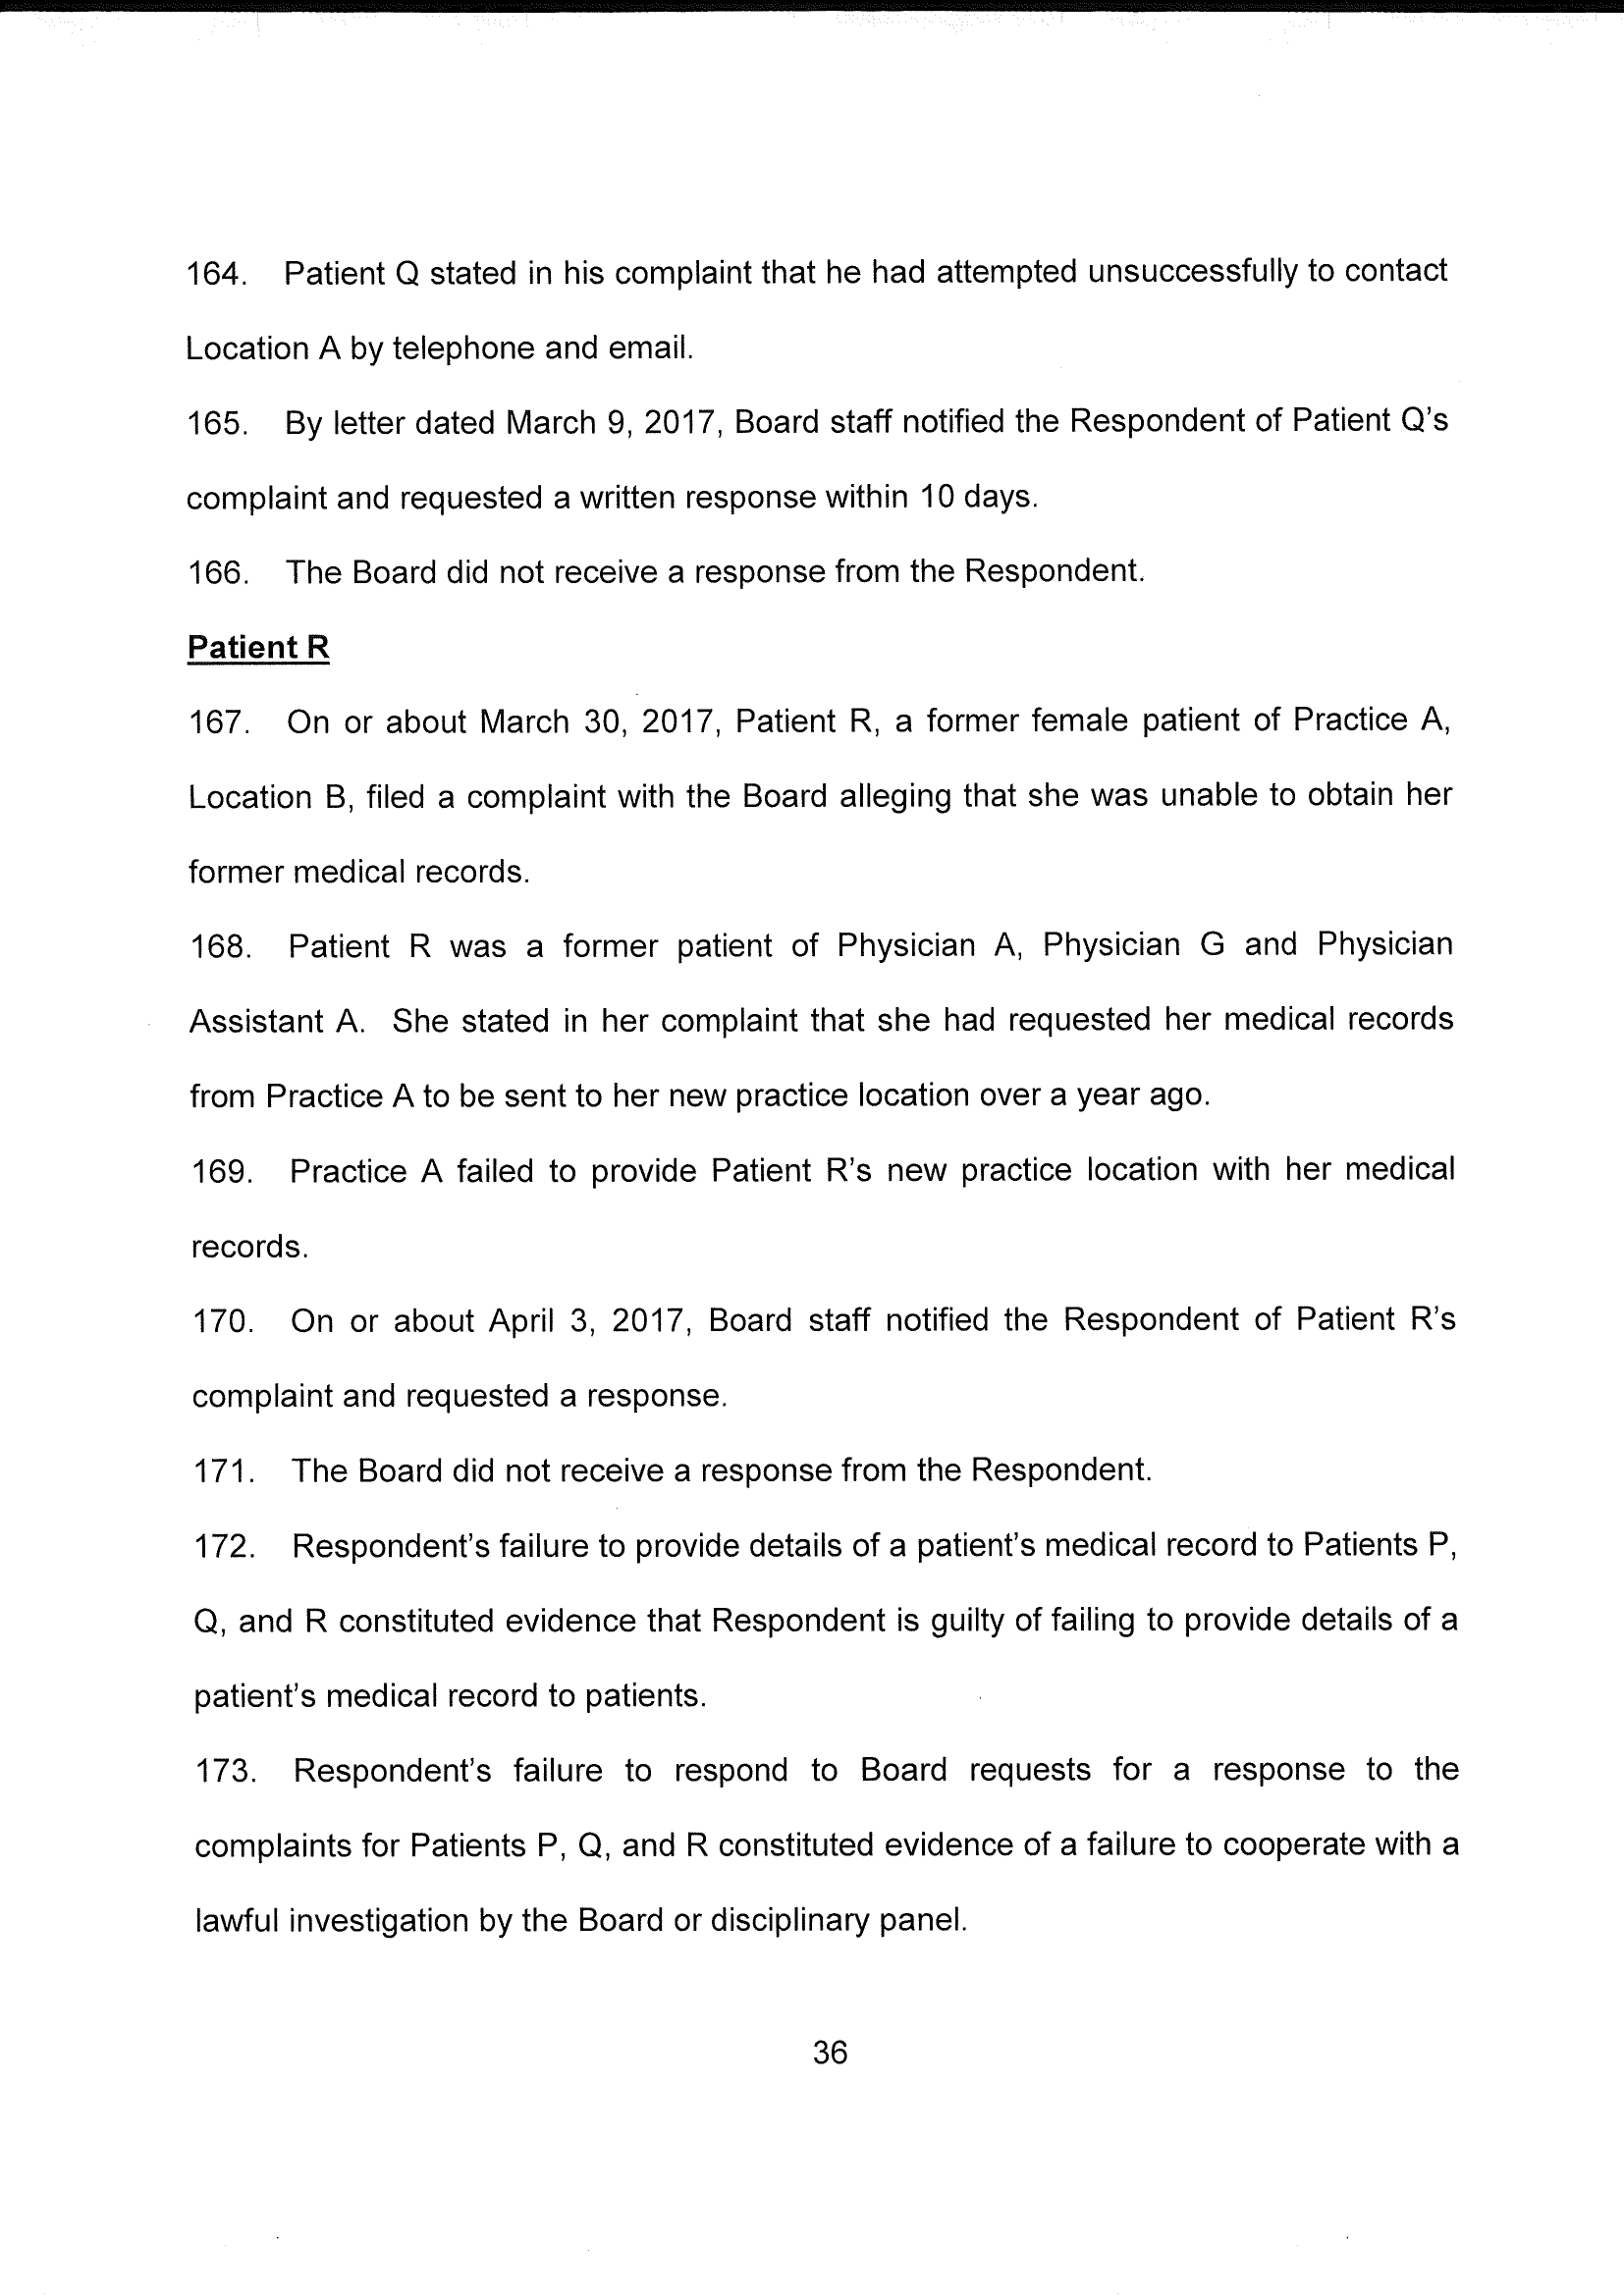 164. Patient Q stated in his complaint that he had attempted unsuccessfully to contact
Location A by telephone and email.
165. By letter dated March 9, 2017, Board staff notified the Respondent of Patient Q's
complaint and requested a written response within 10 days.
166. The Board did not receive a response from the Respondent.
Patient R
167. On or about March 30, 2017, Patient R, a former female patient of Practice A,
Location B, filed a complaint with the Board alleging that she was unable to obtain her
former medical records.
168. Patient R was a former patient of Physician A, Physician G and Physician
Assistant A. She stated in her complaint that she had requested her medical records
from Practice A to be sent to her new practice location over a year ago.
169. Practice A failed to provide Patient R's new practice location with her medical
records.
170. On or about April 3, 2017, Board staff notified the Respondent of Patient R's
complaint and requested a response.
171. The Board did not receive a response from the Respondent.
172. Respondent's failure to provide details of a patient's medical record to Patients P,
Q, and R constituted evidence that Respondent is guilty of failing to provide details of a
patient's medical record to patients.
173. Respondent's failure to respond to Board requests for a response to the
complaints for Patients P, Q, and R constituted evidence of a failure to cooperate with a
lawful investigation by the Board or disciplinary panel.
36